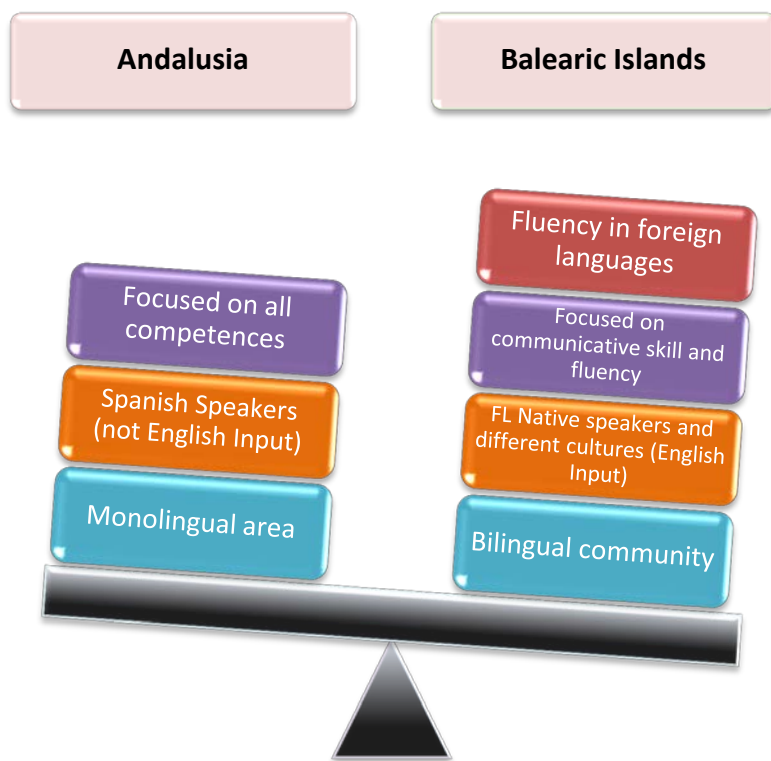 Andalusia
Balearic Islands
Focused on all
competences
Spanish Speakers
(not English Input)
Monolingual area
Fluency in foreign
languages
Focused on
communicative skill and
fluency
FL Native speakers and
different cultures (English
Input)
Bilingual community